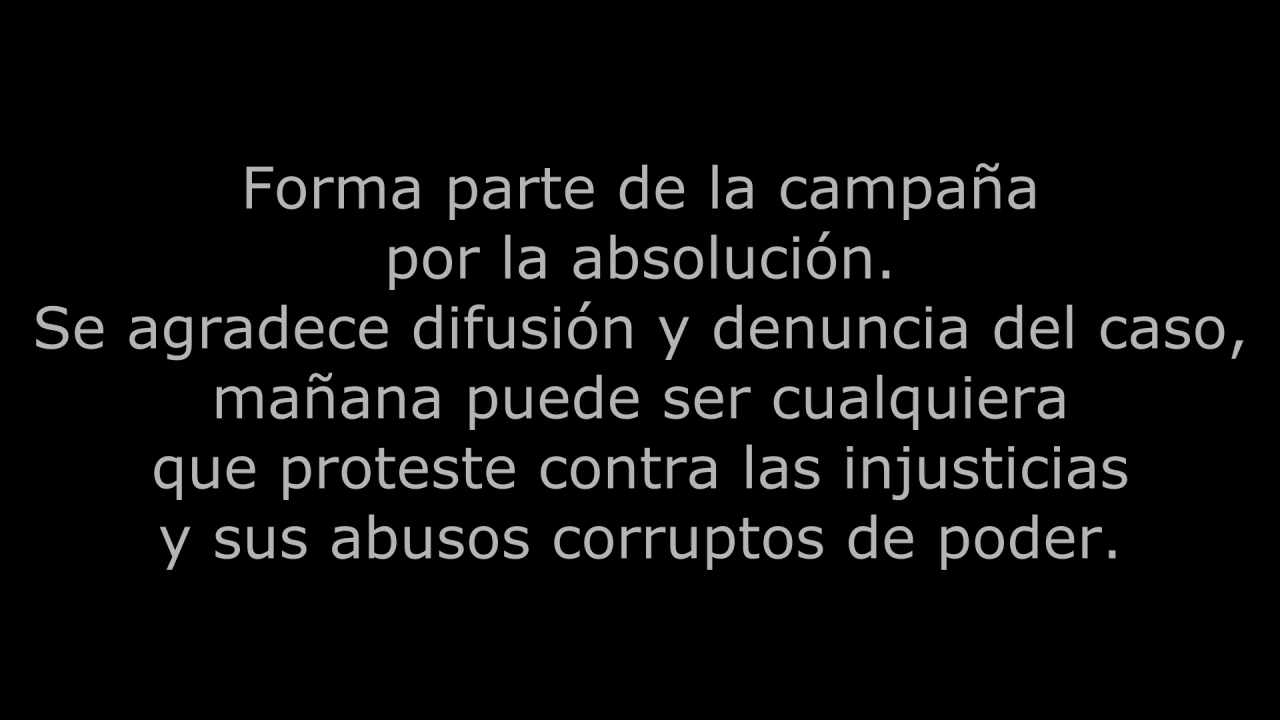 Forma parte de la campaña
por la absolución.
Se agradece difusión y denuncia del caso,
mañana puede ser cualquiera
que proteste contra las injusticias
y sus abusos corruptos de poder.